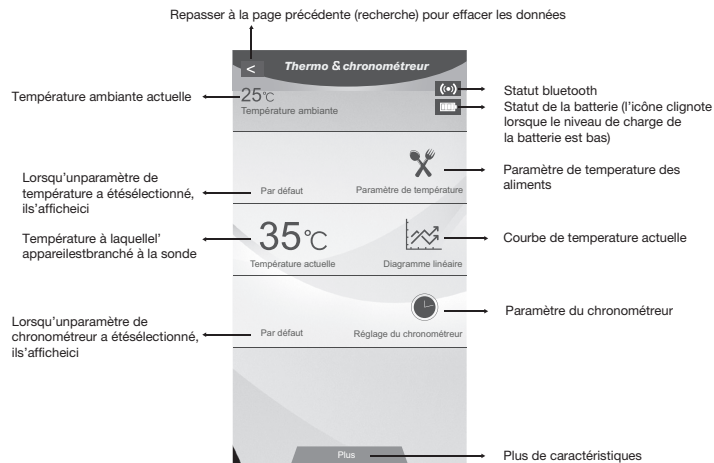 Repasser à la page précédente (recherche) pour effacer les données
<
Thermo & chronométreur
Température ambiante actuelle
25°C
Température ambiante
Statut bluetooth
Statut de la batterie (l'icône clignote
lorsque le niveau de charge de
la batterie est bas)
Lorsqu'unparamètre de
température a étésélectionné,
ils'afficheici
Par défaut
Paramètre de température
Paramètre de temperature des
aliments
Température à laquellel'
appareilestbranché à la sonde
35°C
Température actuelle
Diagramme linéaire
Courbe de temperature actuelle
Lorsqu'unparamètre de
chronométreur a étésélectionné,
ils'afficheici
Par défaut
Réglage du chronométreur
Paramètre du chronométreur
Plus
Plus de caractéristiques